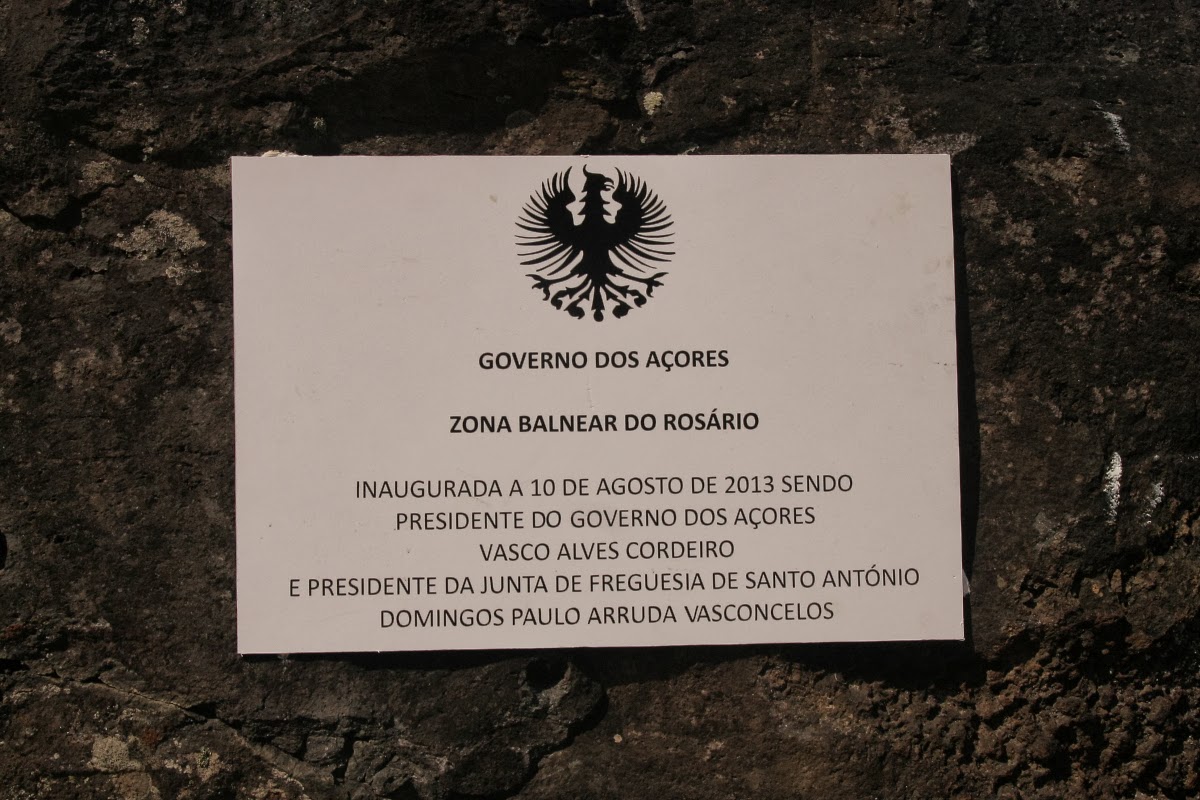 GOVERNO DOS AÇORES
ZONA BALNEAR DO ROSÁRIO
INAUGURADA A 10 DE AGOSTO DE 2013 SENDO
PRESIDENTE DO GOVERNO DOS AÇORES
VASCO ALVES CORDEIRO
E PRESIDENTE DA JUNTA DE FREGUESIA DE SANTO ANTÓNIO
DOMINGOS PAULO ARRUDA VASCONCELOS